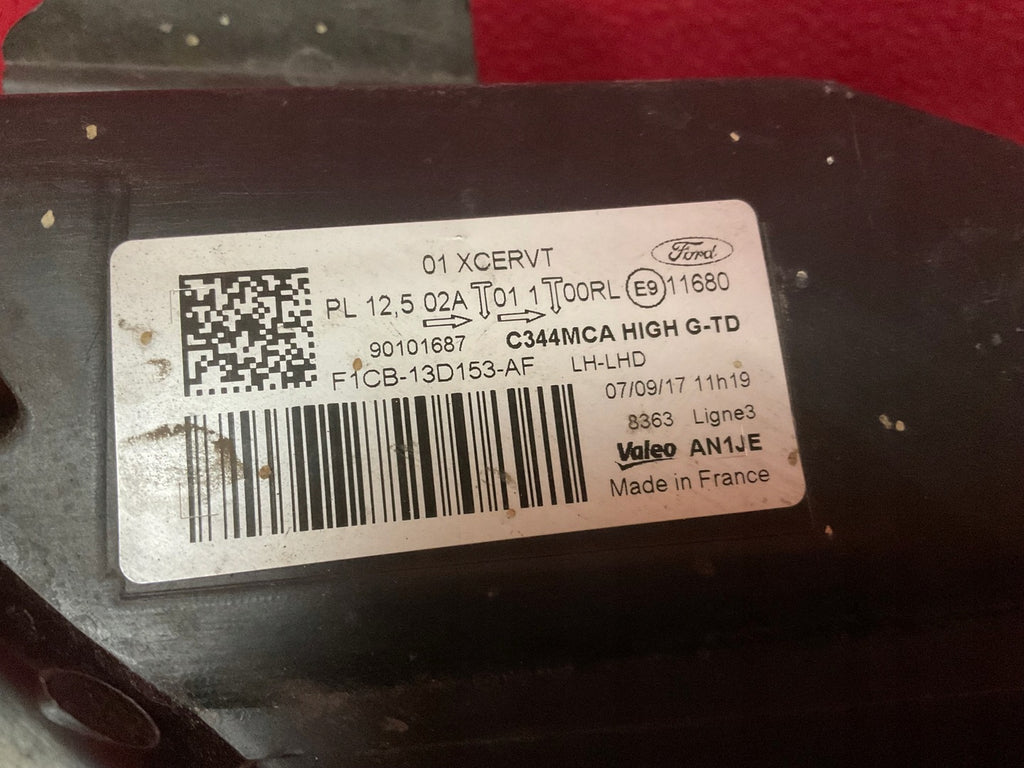 01 XCERVT
Ford
PL 12,5 02A 01 1 00RL E9 11680
90101687 C344MCA HIGH G-TD
F1CB-13D153-AF LH-LHD
07/09/17 11h19
8363 Ligne3
Valeo AN1JE
Made in France